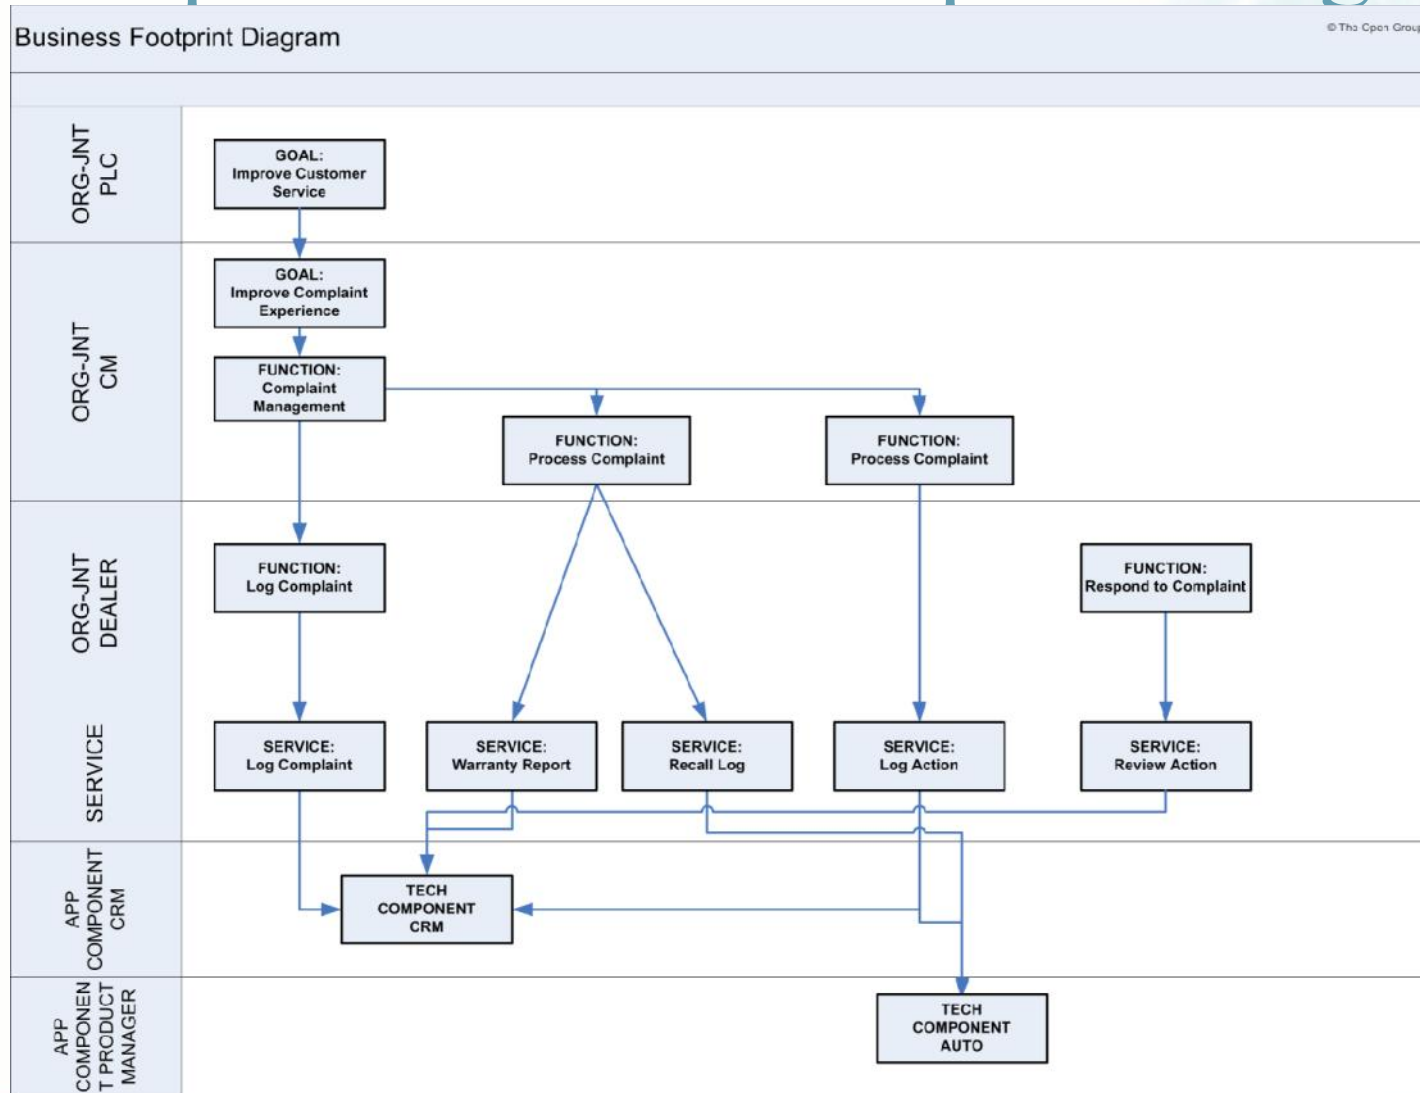 Business Footprint Diagram
© The Open Group
ORG-JNT
PLC
GOAL:
Improve Customer
Service
ORG-JNT
CM
GOAL:
Improve Complaint
Experience
FUNCTION:
Complaint
Management
FUNCTION:
Process Complaint
FUNCTION:
Process Complaint
ORG-JNT
DEALER
FUNCTION:
Log Complaint
FUNCTION:
Respond to Complaint
SERVICE
SERVICE:
Log Complaint
SERVICE:
Warranty Report
SERVICE:
Recall Log
SERVICE:
Log Action
SERVICE:
Review Action
APP
COMPONENT
CRM
TECH
COMPONENT
CRM
APP
COMPONEN
T PRODUCT
MANAGER
TECH
COMPONENT
AUTO